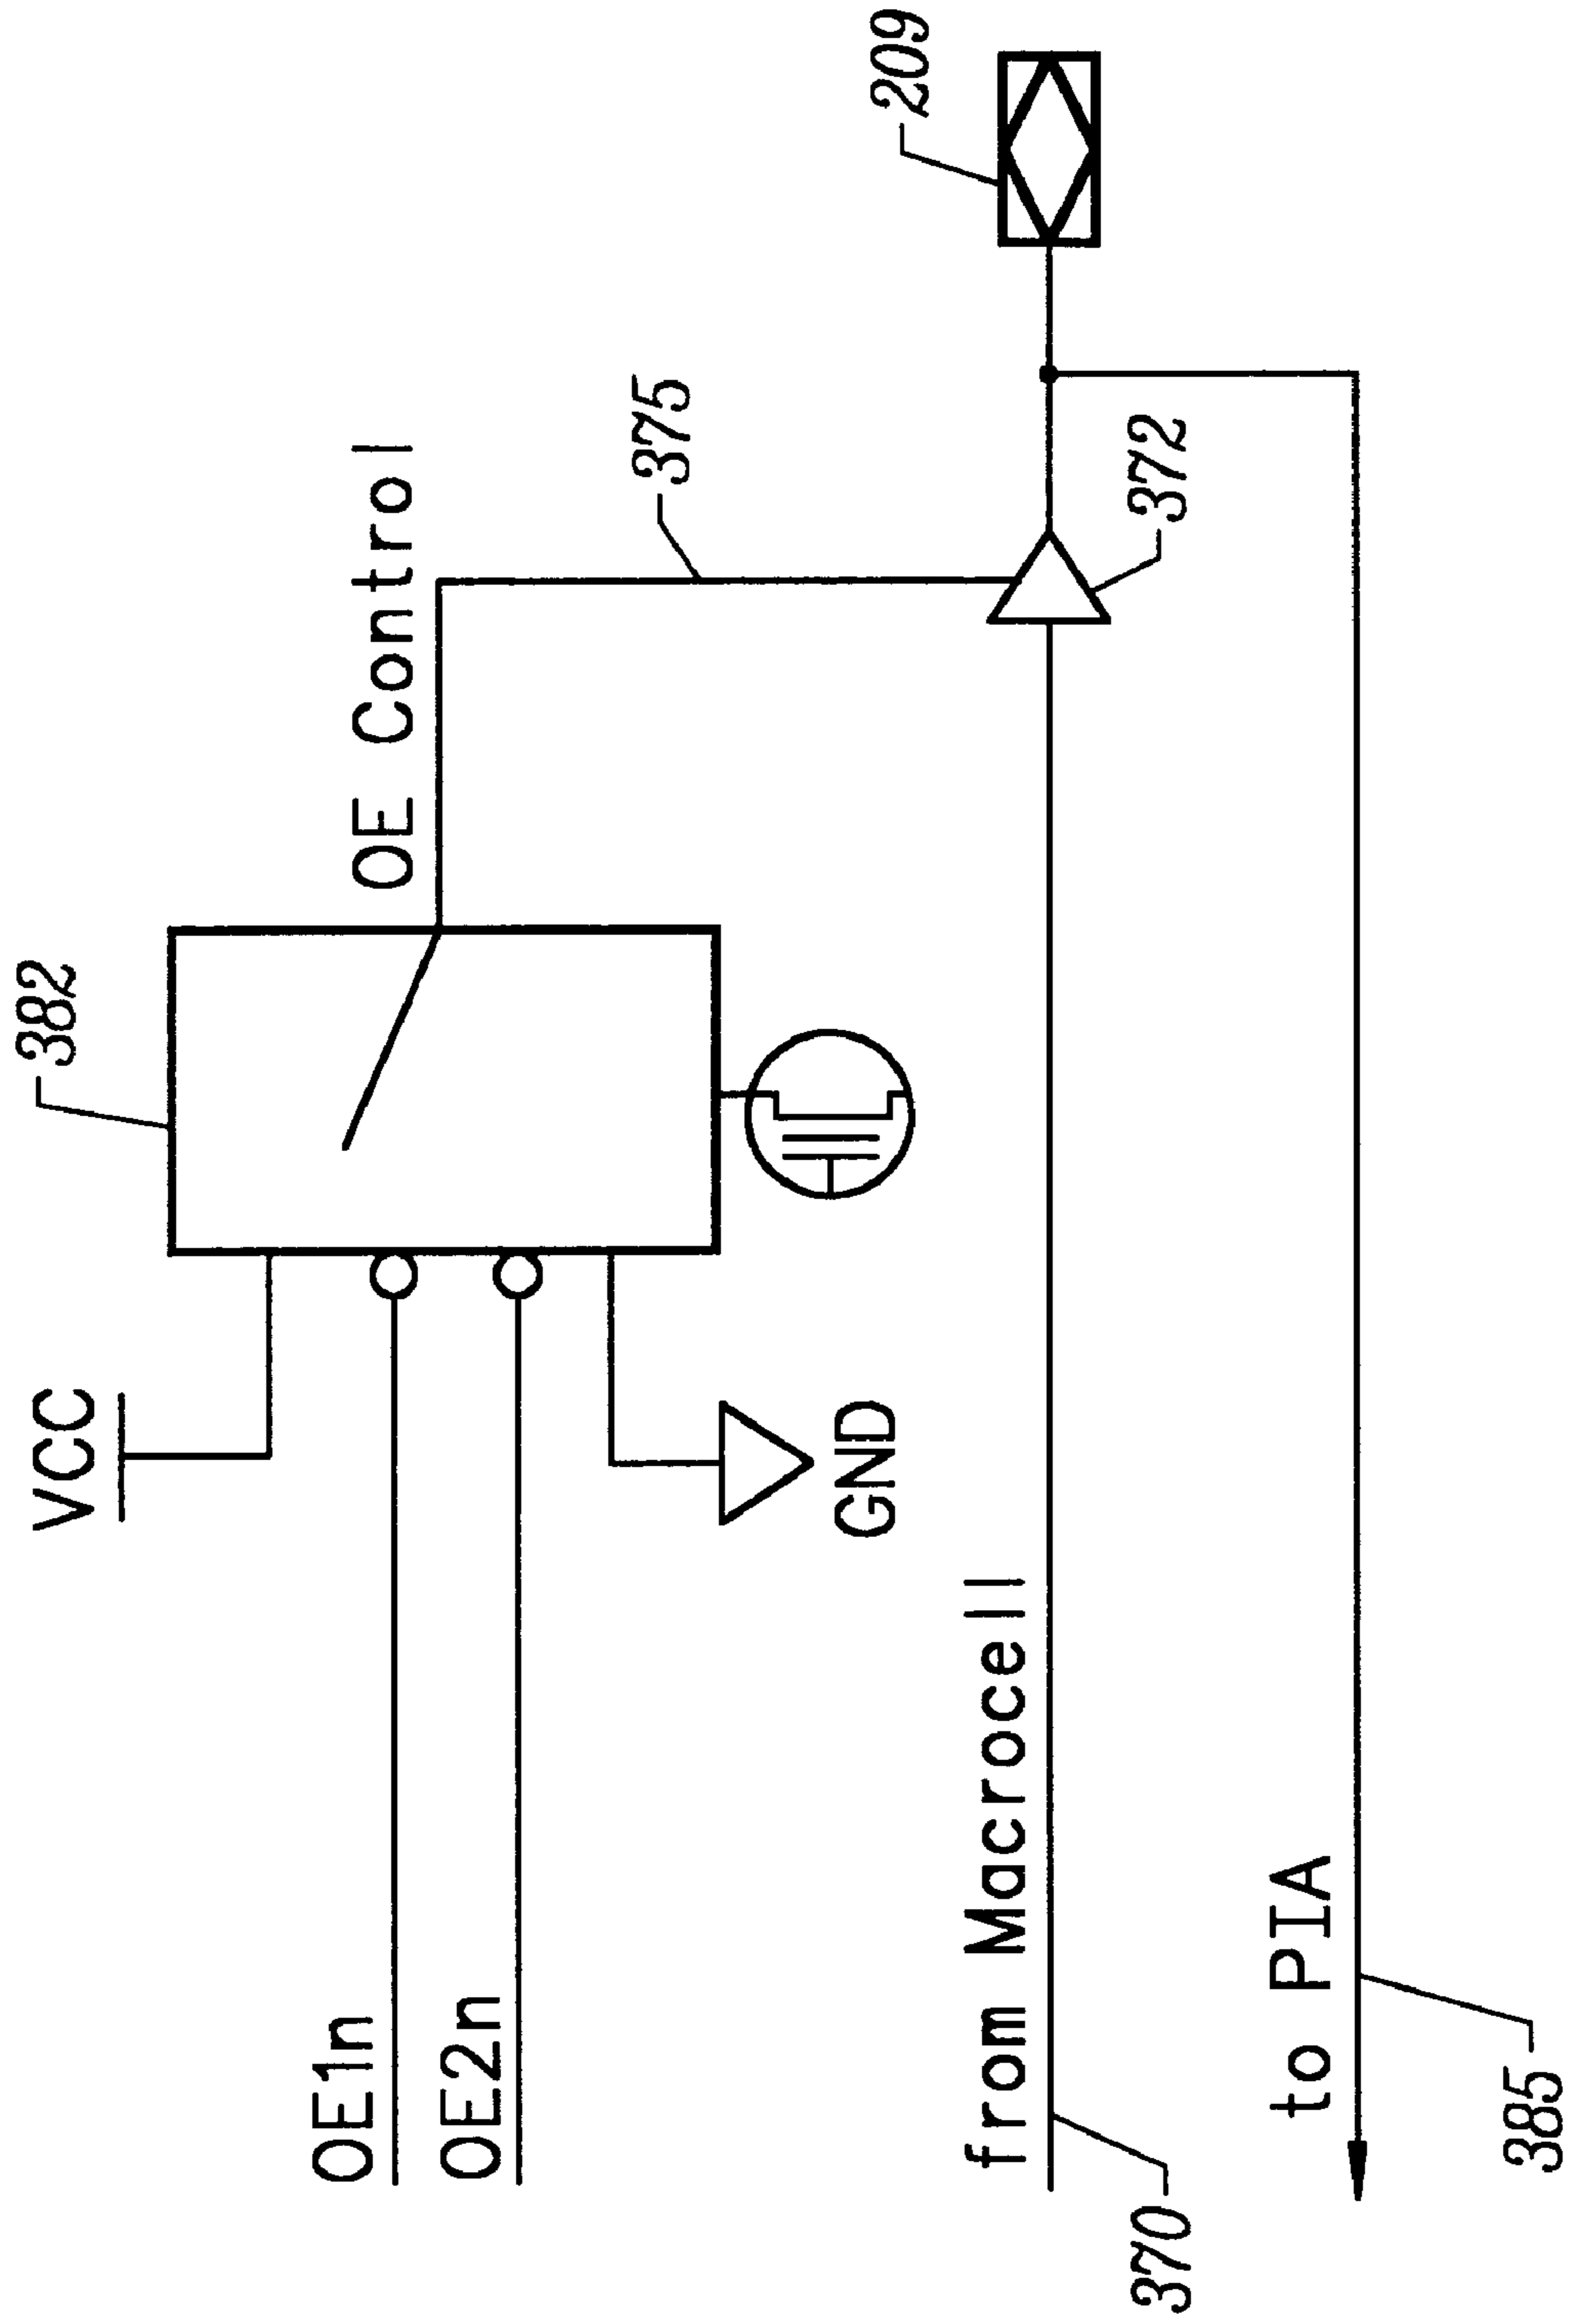 382
VCC
OE Control
OE1n
375
OE2n
209
GND
from Macrocell
370
372
to PIA
385